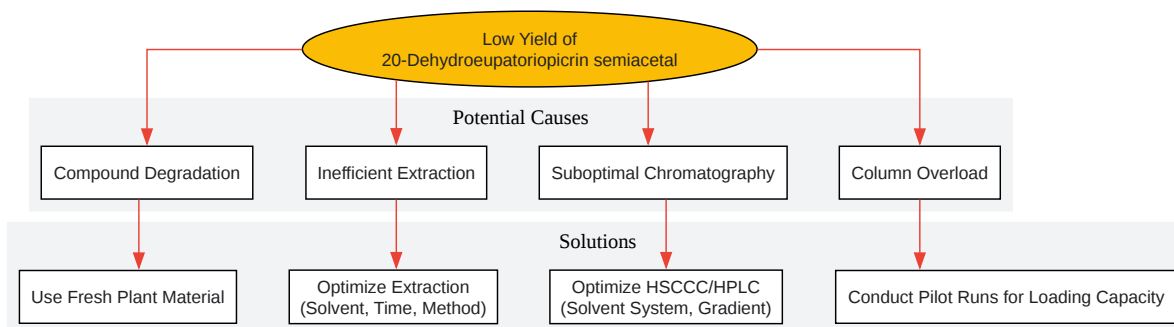 Low Yield of
20-Dehydroeupatoriopicrin semiacetal
Potential Causes
Compound Degradation
Inefficient Extraction
Suboptimal Chromatography
Column Overload
Solutions
Use Fresh Plant Material
Optimize Extraction
(Solvent, Time, Method)
Optimize HSCCC/HPLC
(Solvent System, Gradient)
Conduct Pilot Runs for Loading Capacity